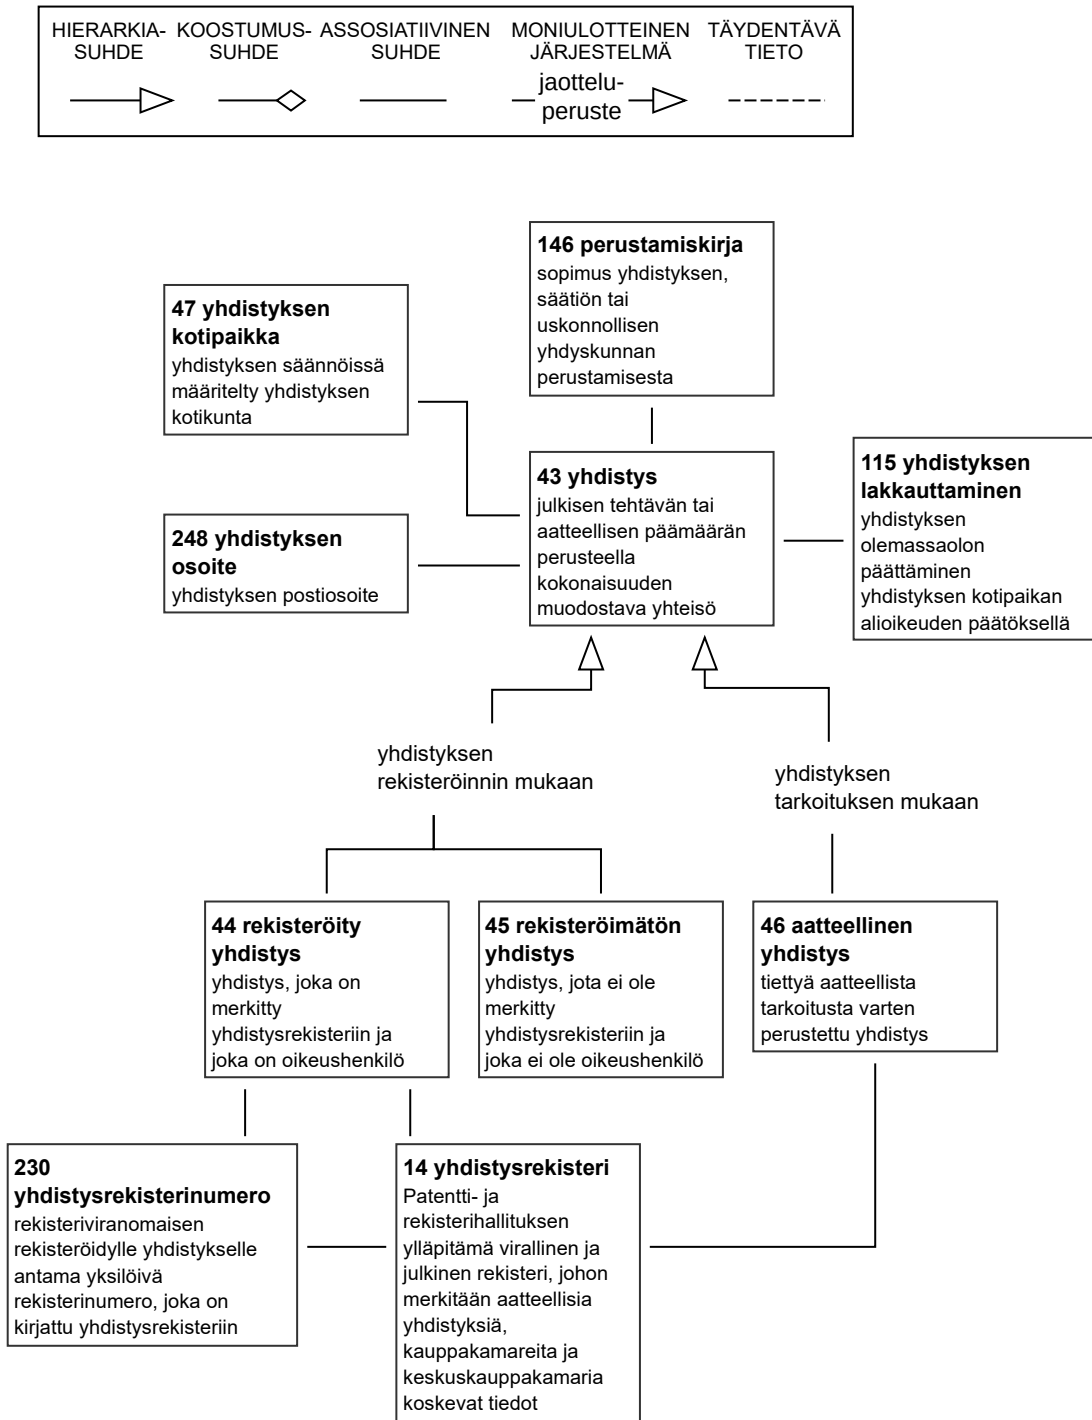 HIERARKIA-
SUHDE
KOOSTUMUS-
SUHDE
ASSOSIATIIVINEN
SUHDE
MONIULOTTEINEN
JÄRJESTELMÄ
TÄYDENTÄVÄ
TIETO
jaottelu-
peruste
146 perustamiskirja
sopimus yhdistyksen,
säätiön tai
uskonnollisen
yhdyskunnan
perustamisesta
47 yhdistyksen
kotipaikka
yhdistyksen säännöissä
määritelty yhdistyksen
kotikunta
43 yhdistys
julkisen tehtävän tai
aatteellisen päämäärän
perusteella
kokonaisuuden
muodostava yhteisö
115 yhdistyksen
lakkauttaminen
yhdistyksen
olemassaolon
päättäminen
yhdistyksen kotipaikan
alioikeuden päätöksellä
248 yhdistyksen
osoite
yhdistyksen postiosoite
yhdistyksen
rekisteröinnin mukaan
yhdistyksen
tarkoituksen mukaan
44 rekisteröity
yhdistys
yhdistys, joka on
merkitty
yhdistysrekisteriin ja
joka on oikeushenkilö
45 rekisteröimätön
yhdistys
yhdistys, jota ei ole
merkitty
yhdistysrekisteriin ja
joka ei ole oikeushenkilö
46 aatteellinen
yhdistys
tiettyä aatteellista
tarkoitusta varten
perustettu yhdistys
230
yhdistysrekisterinumero
rekisteriviranomaisen
rekisteröidylle yhdistykselle
antama yksilöivä
rekisterinumero, joka on
kirjattu yhdistysrekisteriin
14 yhdistysrekisteri
Patentti- ja
rekisterihallituksen
ylläpitämä virallinen ja
julkinen rekisteri, johon
merkitään aatteellisia
yhdistyksiä,
kauppakamareita ja
keskuskauppakamaria
koskevat tiedot